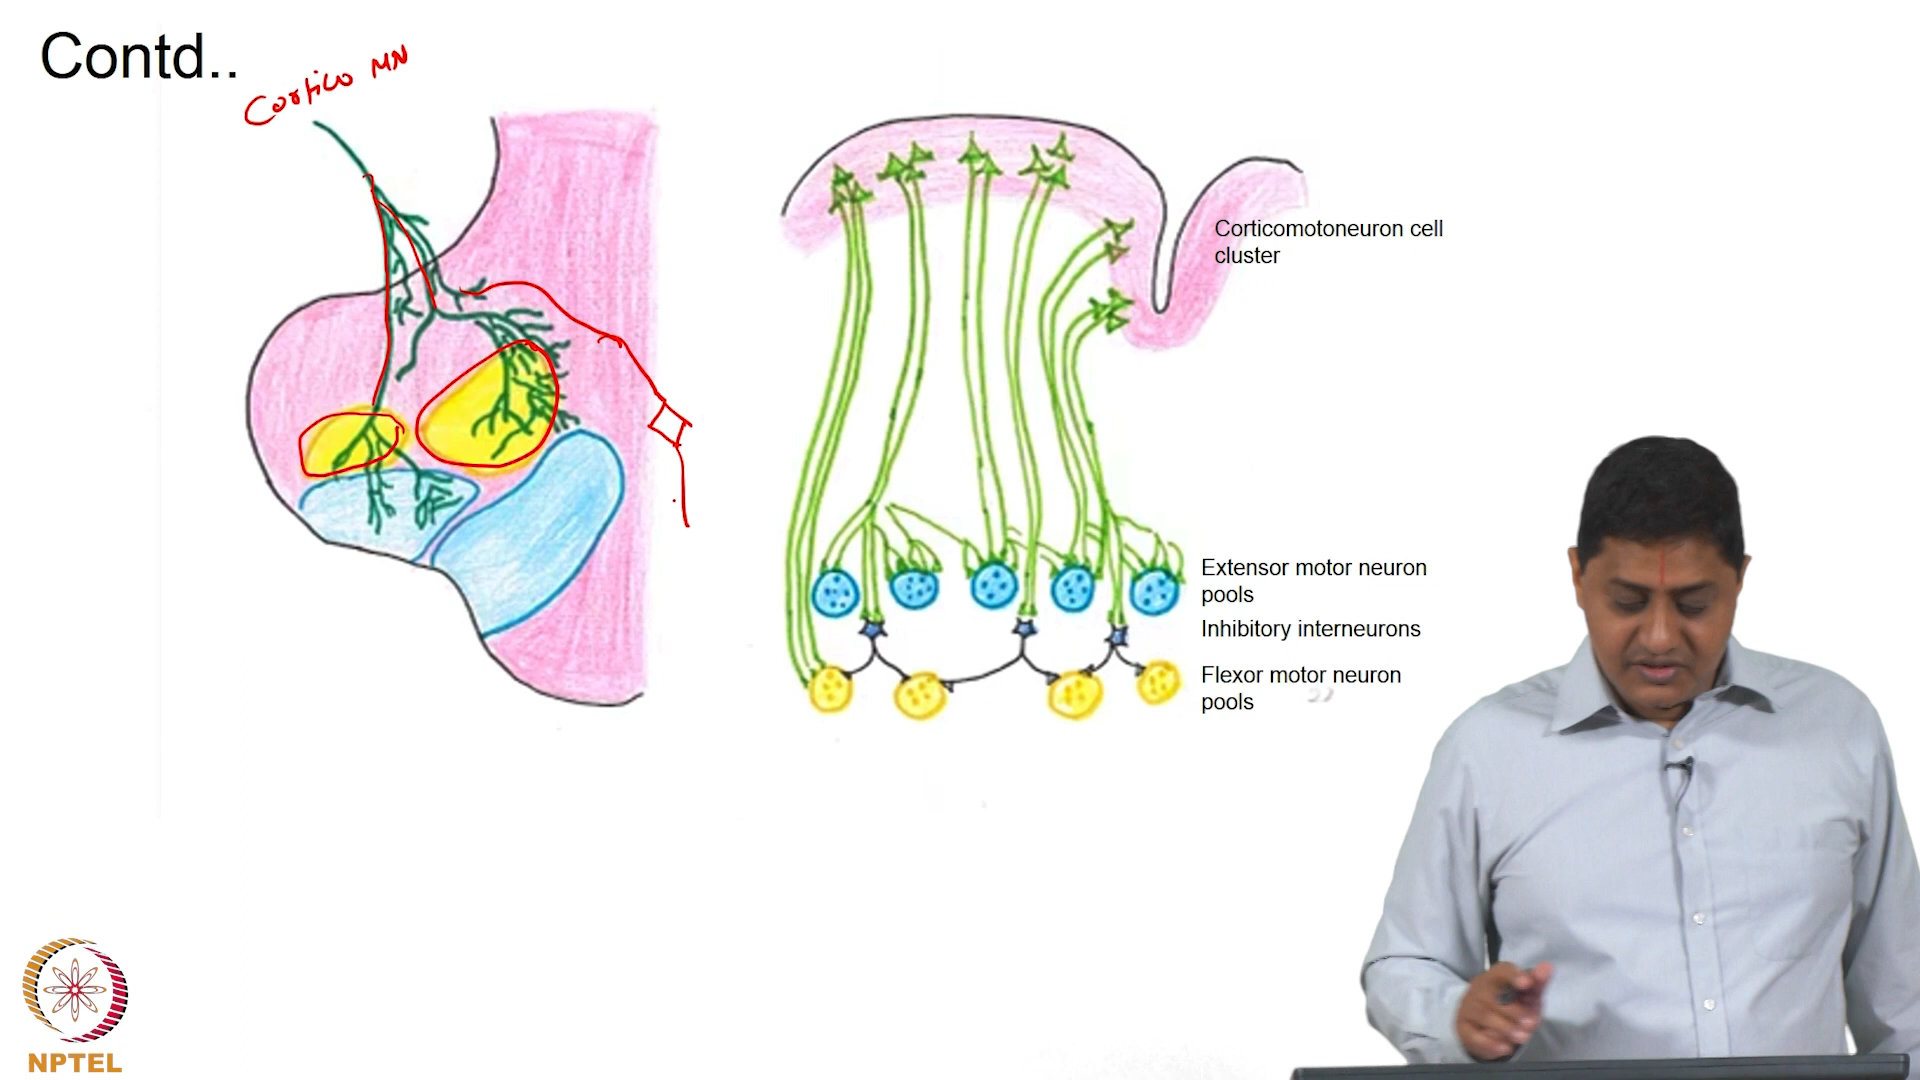 Contd..
Cortico MN
Corticomotoneuron cell
cluster
Extensor motor neuron
pools
Inhibitory interneurons
Flexor motor neuron
pools
NPTEL